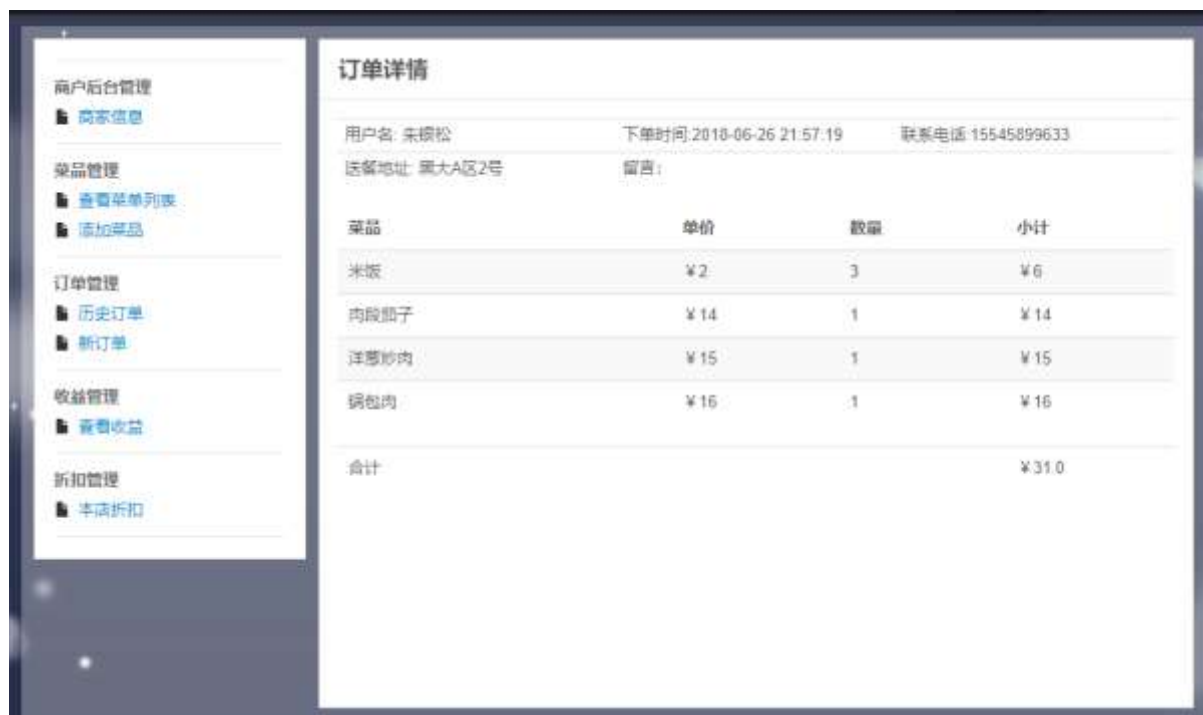 商户后台管理
商家信息
菜品管理
查看菜单列表
添加菜品
订单管理
历史订单
新订单
收益管理
查看收益
折扣管理
本店折扣
订单详情
用户名: 朱 松 下单时间:2018-06-26 21:57:19 联系电话:15545899633
送餐地址: 黑大A区2号 留言:
菜品 单价 数量 小计
米饭 ¥2 3 ¥6
肉段茄子 ¥14 1 ¥14
洋葱炒肉 ¥15 1 ¥15
锅包肉 ¥16 1 ¥16
合计 ¥31.0